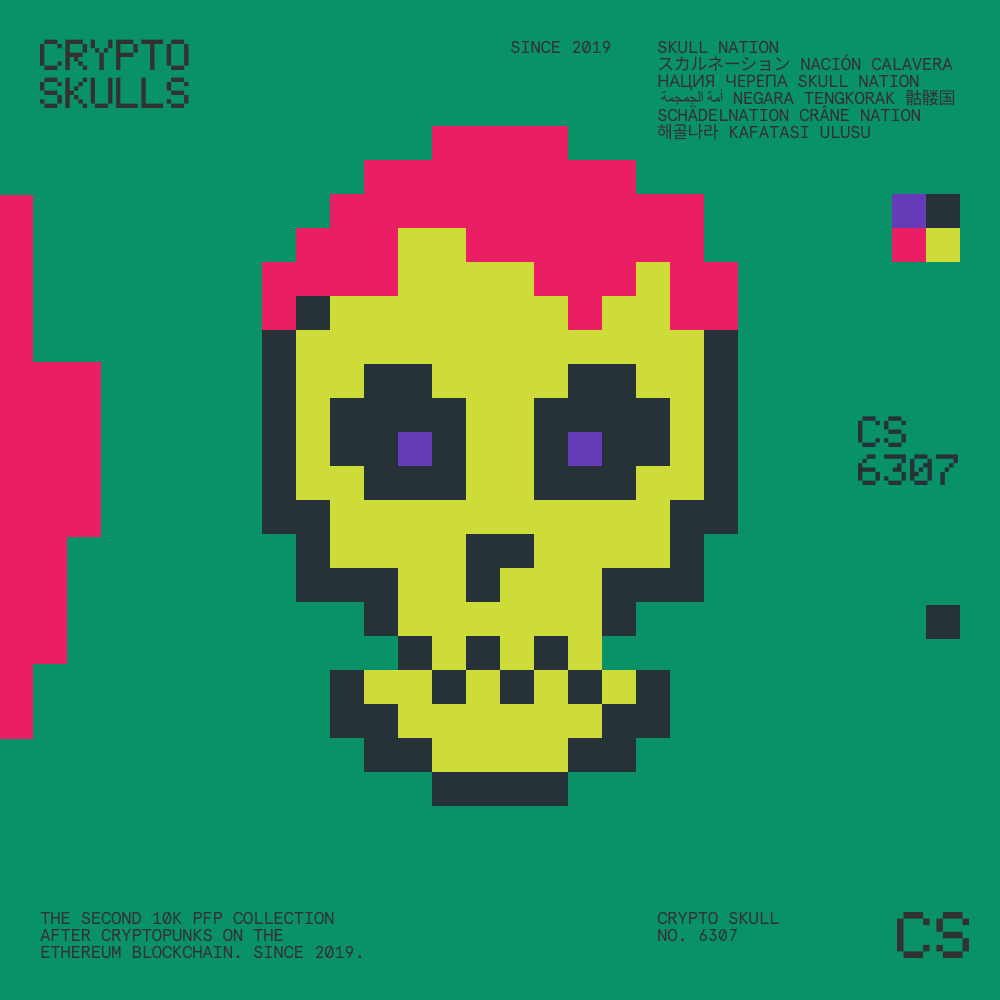 CRYPTO
SKULLS
SINCE 2019
SKULL NATION
スカルネーション NACIÓN CALAVERA
НАЦИЯ ЧЕРЕПА SKULL NATION
أمة الجمجمة NEGARA TENGKORAK 骷髅国
SCHÄDELNATION CRÂNE NATION
해골나라 KAFATASI ULUSU
CS
6307
THE SECOND 10K PFP COLLECTION
AFTER CRYPTOPUNKS ON THE
ETHEREUM BLOCKCHAIN. SINCE 2019.
CRYPTO SKULL
NO. 6307
CS